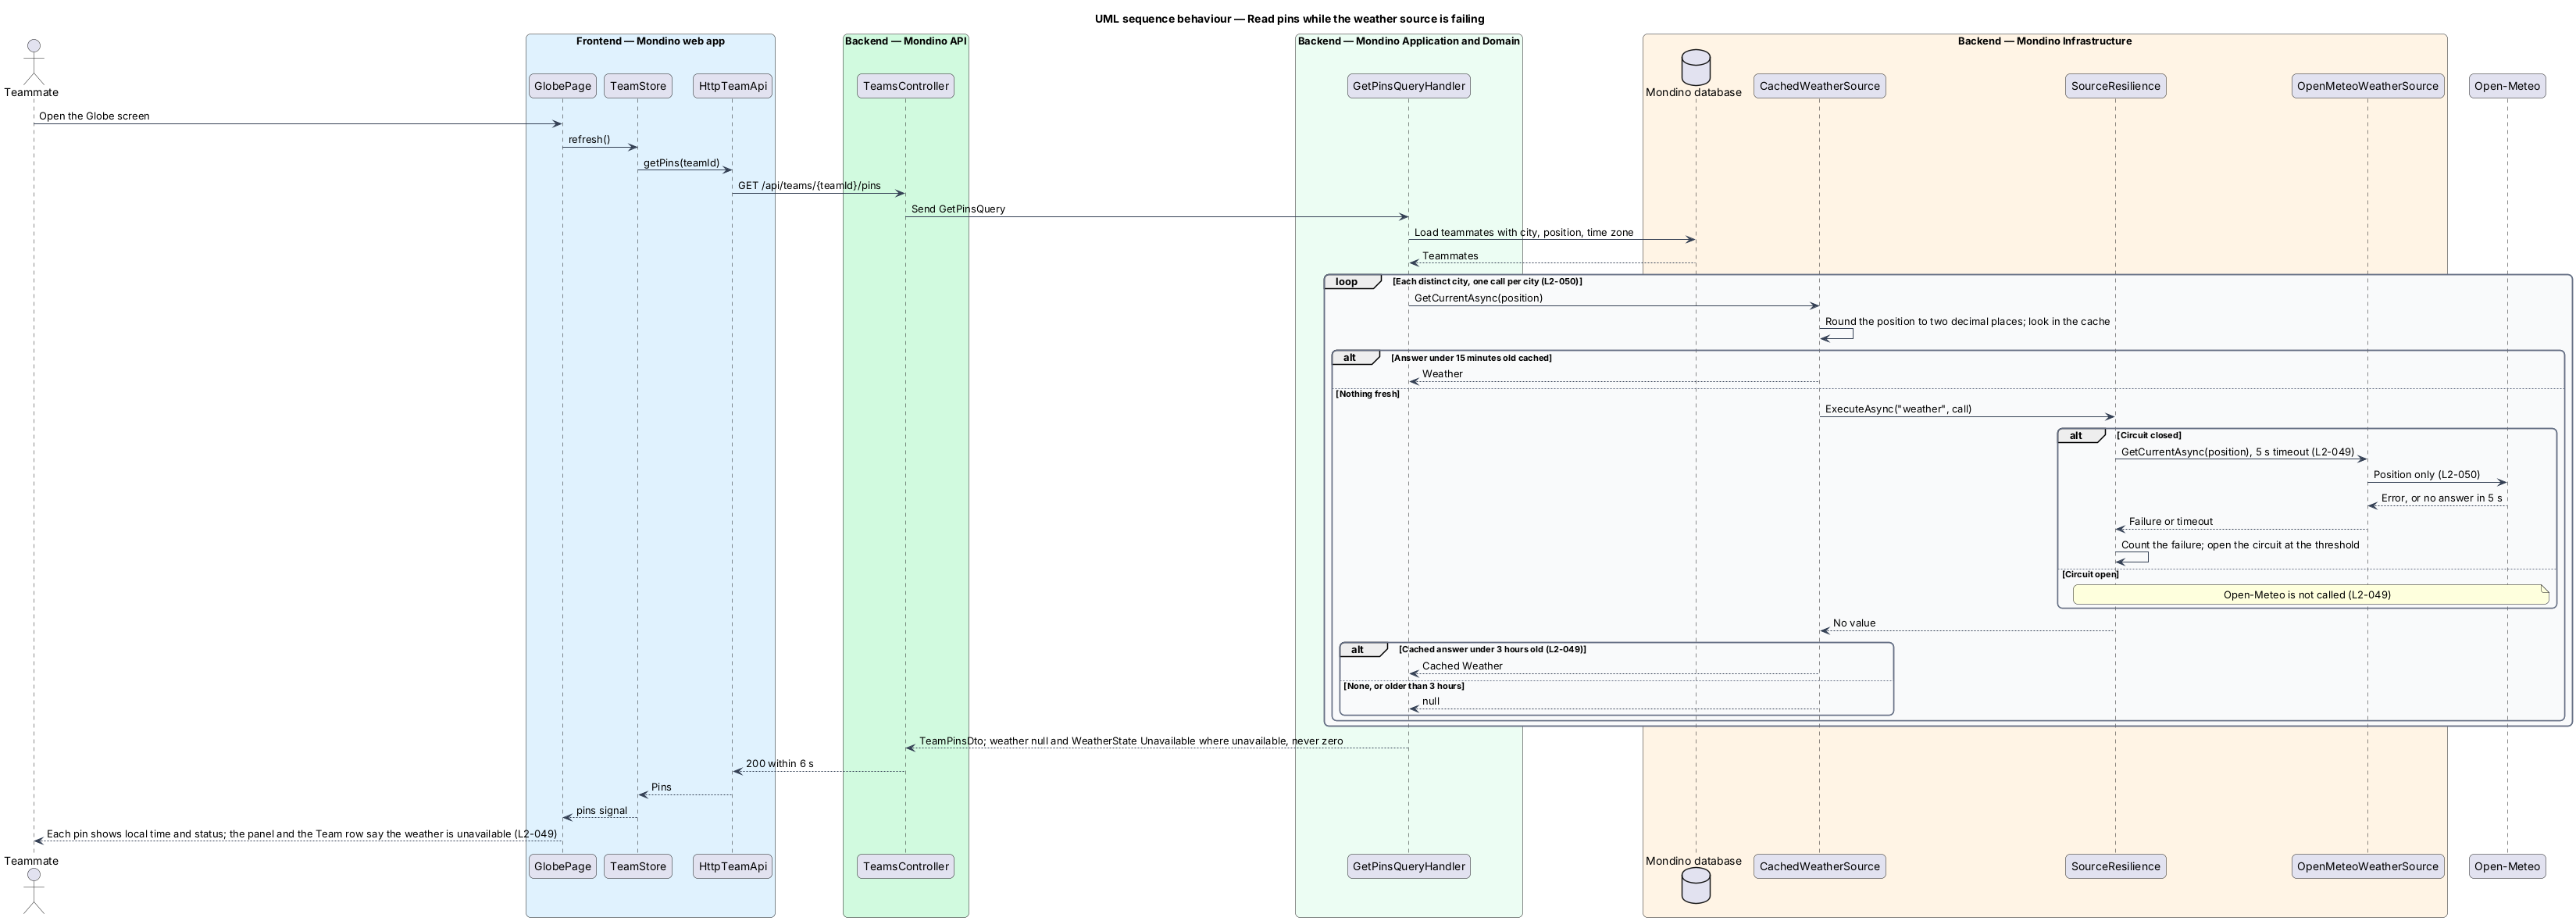 UML sequence behaviour — Read pins while the weather source is failing
Frontend — Mondino web app
Backend — Mondino API
Backend — Mondino Application and Domain
Backend — Mondino Infrastructure
Teammate
GlobePage
TeamStore
HttpTeamApi
TeamsController
GetPinsQueryHandler
Mondino database
CachedWeatherSource
SourceResilience
OpenMeteoWeatherSource
Open-Meteo
Open the Globe screen
refresh()
getPins(teamId)
GET /api/teams/{teamId}/pins
Send GetPinsQuery
Load teammates with city, position, time zone
Teammates
loop [Each distinct city, one call per city (L2-050)]
GetCurrentAsync(position)
Round the position to two decimal places; look in the cache
alt [Answer under 15 minutes old cached]
Weather
[Nothing fresh]
ExecuteAsync("weather", call)
alt [Circuit closed]
GetCurrentAsync(position), 5 s timeout (L2-049)
Position only (L2-050)
Error, or no answer in 5 s
Failure or timeout
Count the failure; open the circuit at the threshold
[Circuit open]
Open-Meteo is not called (L2-049)
No value
alt [Cached answer under 3 hours old (L2-049)]
Cached Weather
[None, or older than 3 hours]
null
TeamPinsDto; weather null and WeatherState Unavailable where unavailable, never zero
200 within 6 s
Pins
pins signal
Each pin shows local time and status; the panel and the Team row say the weather is unavailable (L2-049)
Teammate
GlobePage
TeamStore
HttpTeamApi
TeamsController
GetPinsQueryHandler
Mondino database
CachedWeatherSource
SourceResilience
OpenMeteoWeatherSource
Open-Meteo